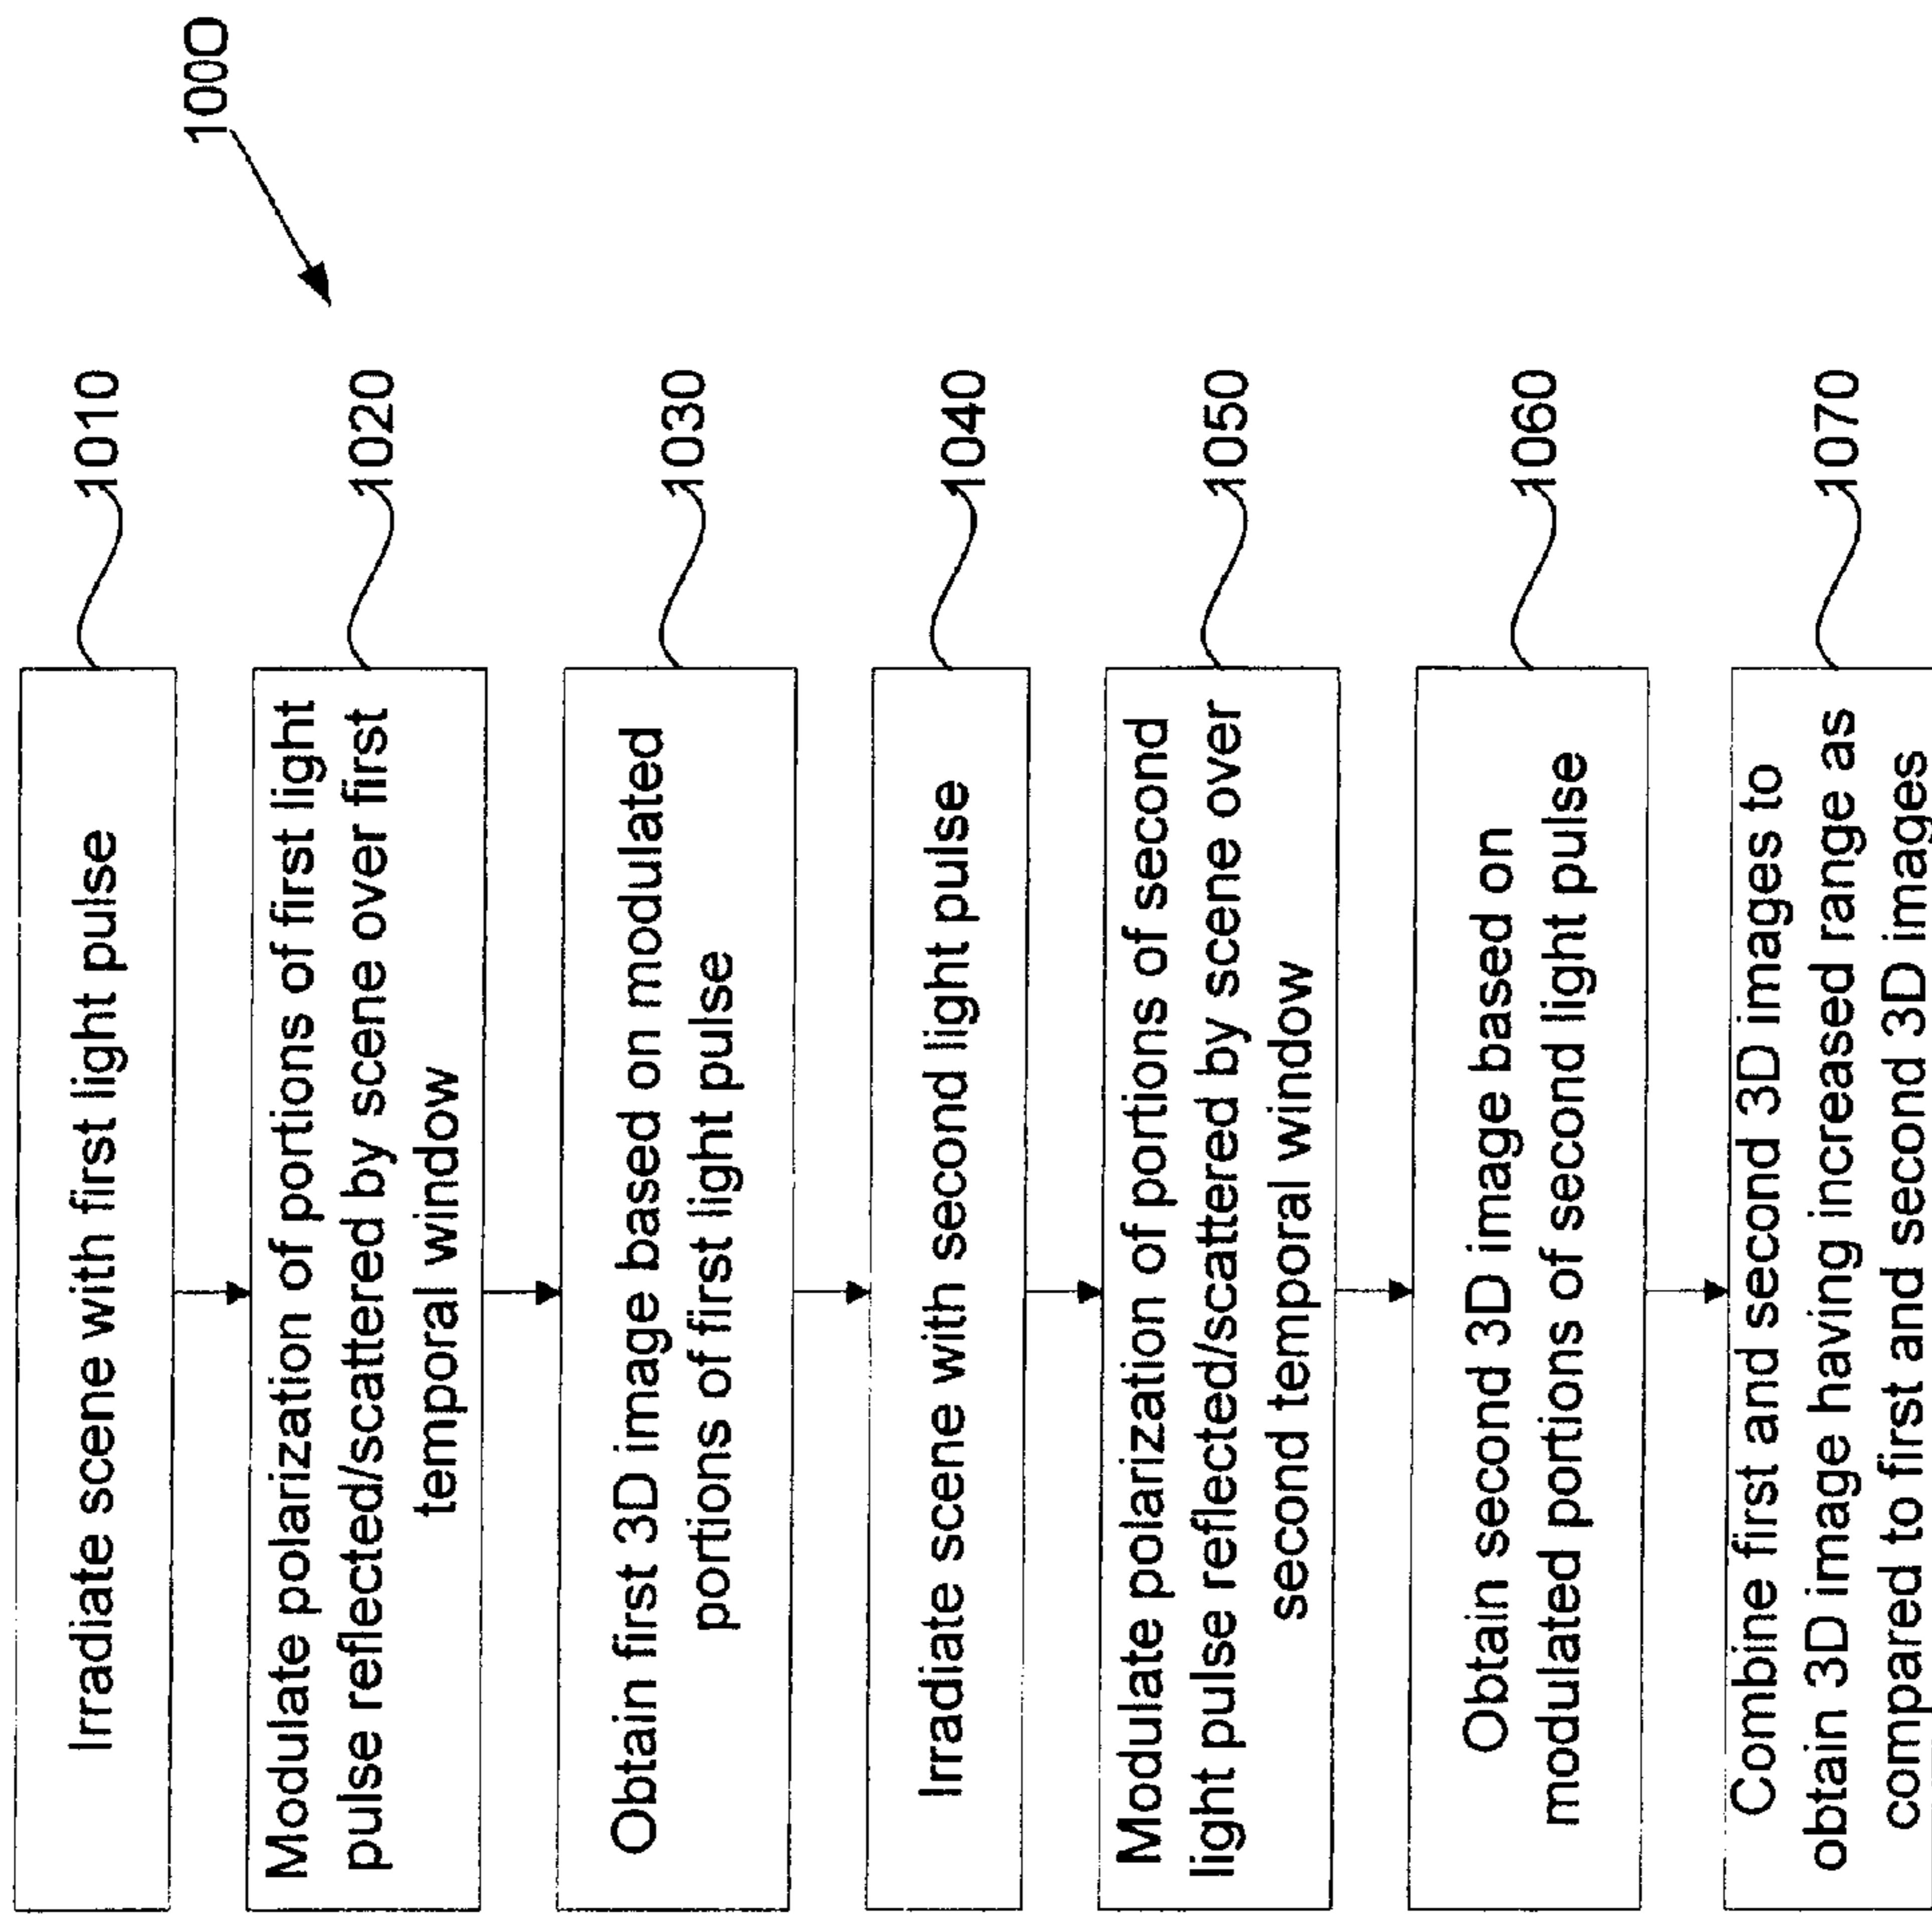 1000
Irradiate scene with first light pulse
1010
Modulate polarization of portions of first light
pulse reflected/scattered by scene over first
temporal window
1020
Obtain first 3D image based on modulated
portions of first light pulse
1030
Irradiate scene with second light pulse
1040
Modulate polarization of portions of second
light pulse reflected/scattered by scene over
second temporal window
1050
Obtain second 3D image based on
modulated portions of second light pulse
1060
Combine first and second 3D images to
obtain 3D image having increased range as
compared to first and second 3D images
1070